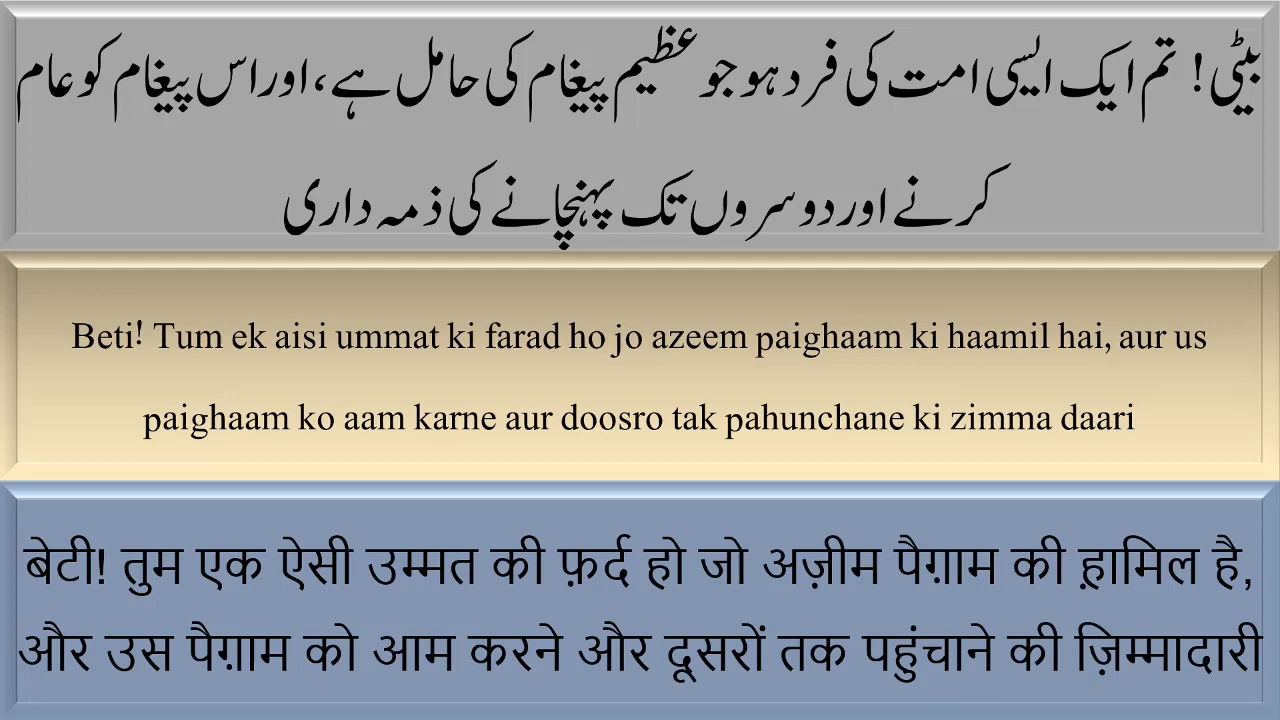 بیٹی! تم ایک ایسی امت کی فرد ہو جو عظیم پیغام کی حامل ہے، اور اس پیغام کو عام
کرنے اور دوسروں تک پہنچانے کی ذمہ داری
Beti! Tum ek aisi ummat ki farad ho jo azeem paighaam ki haamil hai, aur us
paighaam ko aam karne aur doosro tak pahunchane ki zimma daari
बेटी! तुम एक ऐसी उम्मत की फ़र्द हो जो अज़ीम पैग़ाम की ह़ामिल है,
और उस पैग़ाम को आम करने और दूसरों तक पहुंचाने की ज़िम्मादारी